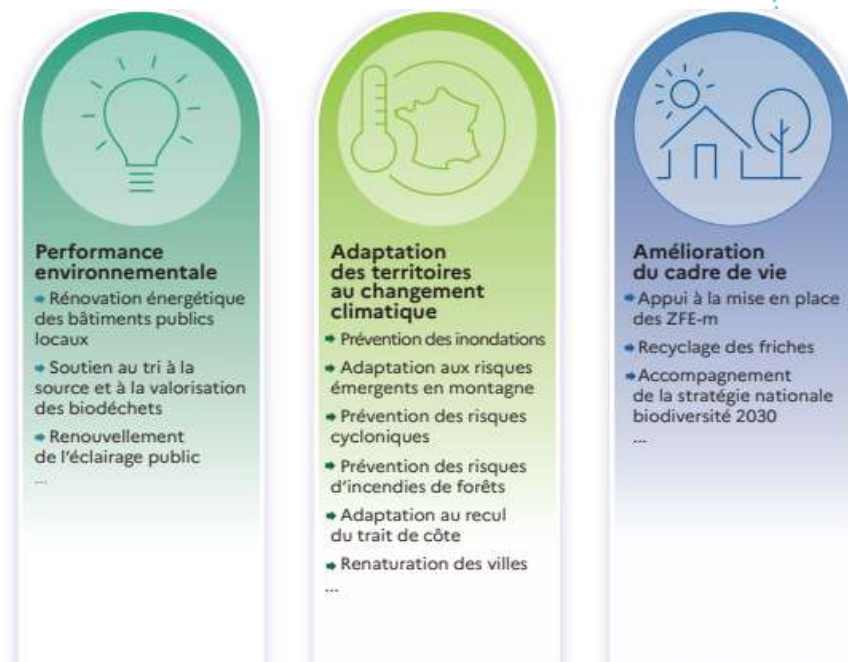 Performance
environnementale
➡ Rénovation énergétique
des bâtiments publics
locaux
➡ Soutien au tri à la
source et à la valorisation
des biodéchets
➡ Renouvellement
de l'éclairage public
...
Adaptation
des territoires
au changement
climatique
➡ Prévention des inondations
➡ Adaptation aux risques
émergents en montagne
➡ Prévention des risques
cycloniques
➡ Prévention des risques
d'incendies de forêts
➡ Adaptation au recul
du trait de côte
➡ Renaturation des villes
...
Amélioration
du cadre de vie
➡ Appui à la mise en place
des ZFE-m
➡ Recyclage des friches
➡ Accompagnement
de la stratégie nationale
biodiversité 2030
...